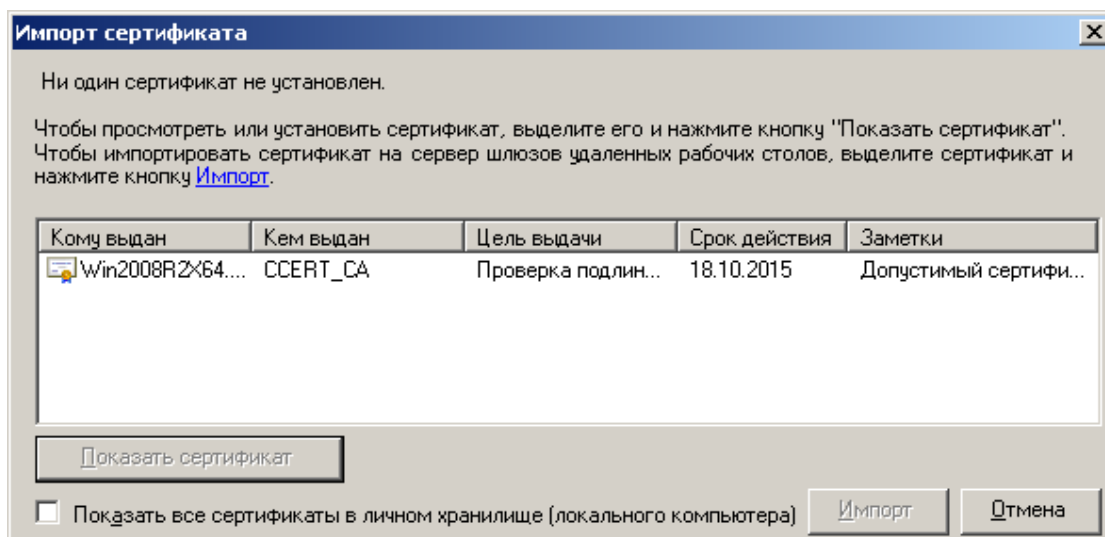 Импорт сертификата
Ни один сертификат не установлен.
Чтобы просмотреть или установить сертификат, выделите его и нажмите кнопку "Показать сертификат".
Чтобы импортировать сертификат на сервер шлюзов удаленных рабочих столов, выделите сертификат и
нажмите кнопку Импорт.
Кому выдан Кем выдан Цель выдачи Срок действия Заметки
Win2008R2X64.... CCERT_CA Проверка подлин... 18.10.2015 Допустимый сертифи...
Показать сертификат
Показать все сертификаты в личном хранилище (локального компьютера) Импорт Отмена